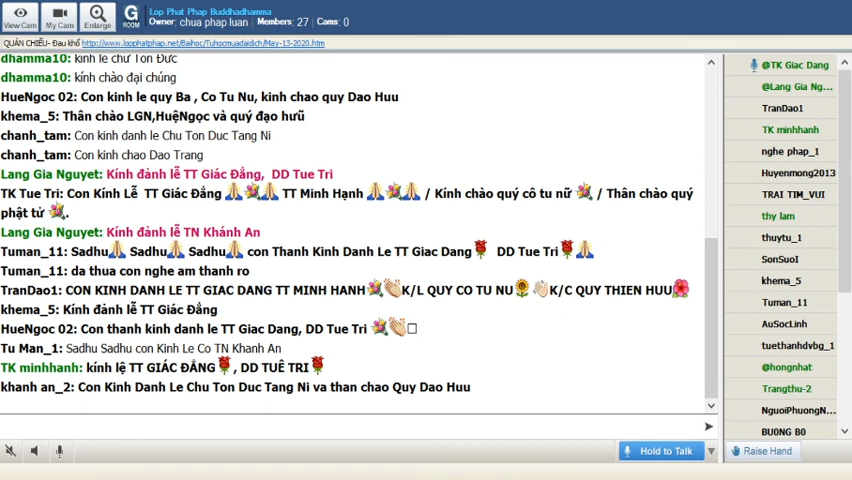 Lop Phat Phap Buddhadhamma
Owner: chua phap luan   Members: 27   Cams: 0
View Cam
My Cam
Enlarge
G
ROOM
QUÁN CHIẾU- Đau khổ http://www.lopphatphap.net/Baihoc/Tuhocmuadaidich/May-13-2020.htm
dhamma10: kính lễ chư Tôn Đức
dhamma10: kính chào đại chúng
HueNgoc 02: Con kinh le quy Ba , Co Tu Nu, kinh chao quy Dao Huu
khema_5: Thân chào LGN,HuệNgọc và quý đạo hưũ
chanh_tam: Con kinh danh le Chu Ton Duc Tang Ni
chanh_tam: Con kinh chao Dao Trang
Lang Gia Nguyet: Kính đảnh lễ TT Giác Đẳng, DD Tue Tri
TK Tue Tri: Con Kính Lễ TT Giác Đẳng TT Minh Hạnh / Kính chào quý cô tu nữ / Thân chào quý
phật tử .
Lang Gia Nguyet: Kính đảnh lễ TN Khánh An
Tuman_11: Sadhu Sadhu Sadhu con Thanh Kinh Danh Le TT Giac Dang DD Tue Tri
Tuman_11: da thua con nghe am thanh ro
TranDao1: CON KINH DANH LE TT GIAC DANG TT MINH HANH K/L QUY CO TU NU K/C QUY THIEN HUU
khema_5: Kính đảnh lễ TT Giác Đẳng
HueNgoc 02: Con thanh kinh danh le TT Giac Dang, DD Tue Tri
Tu Man_1: Sadhu Sadhu con Kinh Le Co TN Khanh An
TK minhhanh: kính lệ TT GIÁC ĐẲNG , DD TUÊ TRI
khanh an_2: Con Kinh Danh Le Chu Ton Duc Tang Ni va than chao Quy Dao Huu
@TK Giac Dang
@Lang Gia Ng...
TranDao1
TK minhhanh
nghe phap_1
Huyenmong2013
TRAI TIM_VUI
thy lam
thuytu_1
SonSuoI
khema_5
Tuman_11
AuSocLinh
tuethanhdvbg_1
@hongnhat
Trangthu-2
NguoiPhuongN...
BUONG B0
Hold to Talk
Raise Hand